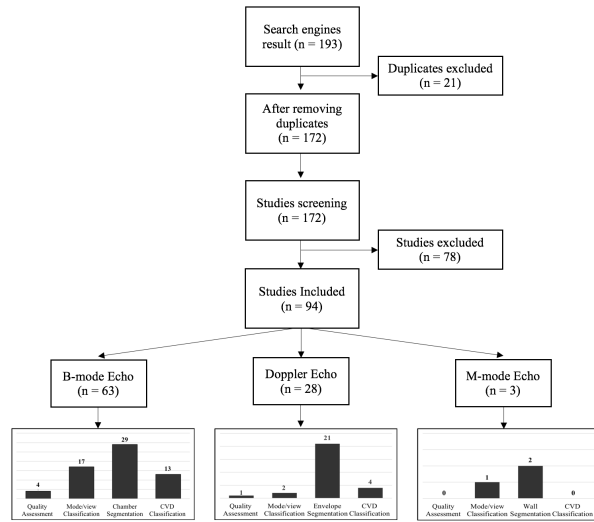 Search engines
result (n = 193)
Duplicates excluded
(n = 21)
After removing
duplicates
(n = 172)
Studies screening
(n = 172)
Studies excluded
(n = 78)
Studies Included
(n = 94)
B-mode Echo
(n = 63)
Doppler Echo
(n = 28)
M-mode Echo
(n = 3)
4
17
29
13
Quality
Assessment
Mode/view
Classification
Chamber
Segmentation
CVD
Classification
1
2
21
4
Quality
Assessment
Mode/view
Classification
Envelope
Segmentation
CVD
Classification
0
1
2
0
Quality
Assessment
Mode/view
Classification
Wall
Segmentation
CVD
Classification